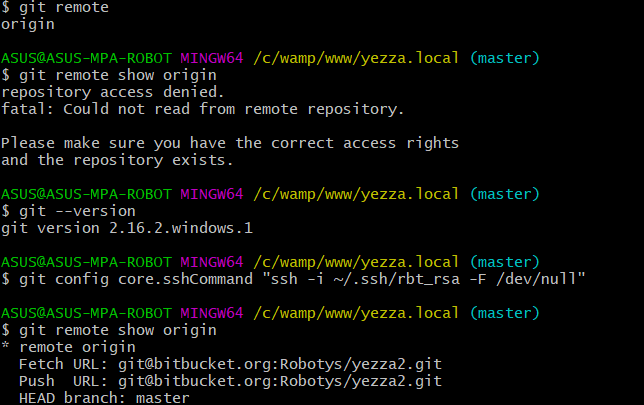 $ git remote
origin
ASUS@ASUS-MPA-ROBOT MINGW64 /c/wamp/www/yezza.local (master)
$ git remote show origin
repository access denied.
fatal: Could not read from remote repository.
Please make sure you have the correct access rights
and the repository exists.
ASUS@ASUS-MPA-ROBOT MINGW64 /c/wamp/www/yezza.local (master)
$ git --version
git version 2.16.2.windows.1
ASUS@ASUS-MPA-ROBOT MINGW64 /c/wamp/www/yezza.local (master)
$ git config core.sshCommand "ssh -i ~/.ssh/rbt_rsa -F /dev/null"
ASUS@ASUS-MPA-ROBOT MINGW64 /c/wamp/www/yezza.local (master)
$ git remote show origin
* remote origin
  Fetch URL: git@bitbucket.org:Robotys/yezza2.git
  Push  URL: git@bitbucket.org:Robotys/yezza2.git
  HEAD branch: master